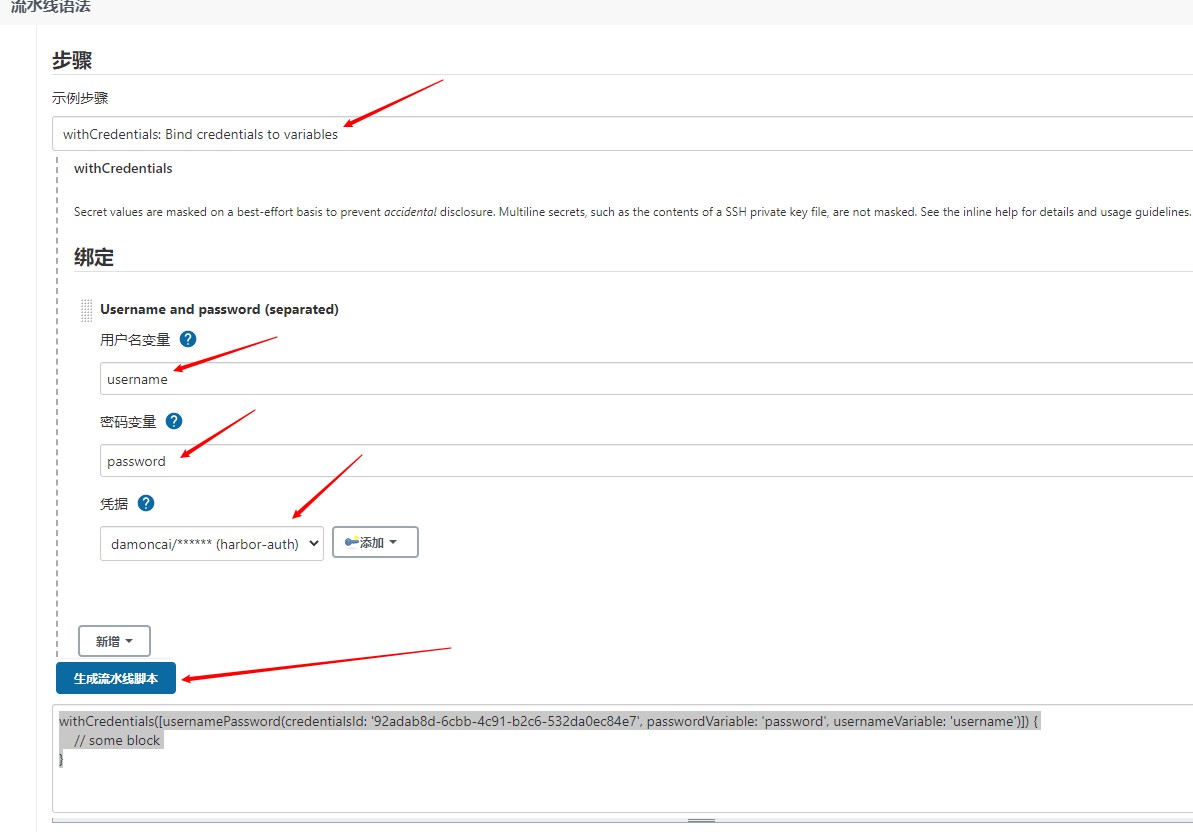 流水线语法
步骤
示例步骤
withCredentials: Bind credentials to variables
withCredentials
Secret values are masked on a best-effort basis to prevent accidental disclosure. Multiline secrets, such as the contents of a SSH private key file, are not masked. See the inline help for details and usage guidelines.
绑定
Username and password (separated)
用户名变量 ?
username
密码变量 ?
password
凭据 ?
damoncai/****** (harbor-auth) 添加
新增
生成流水线脚本
withCredentials([usernamePassword(credentialsId: '92adab8d-6cbb-4c91-b2c6-532da0ec84e7', passwordVariable: 'password', usernameVariable: 'username')]) {
// some block
}